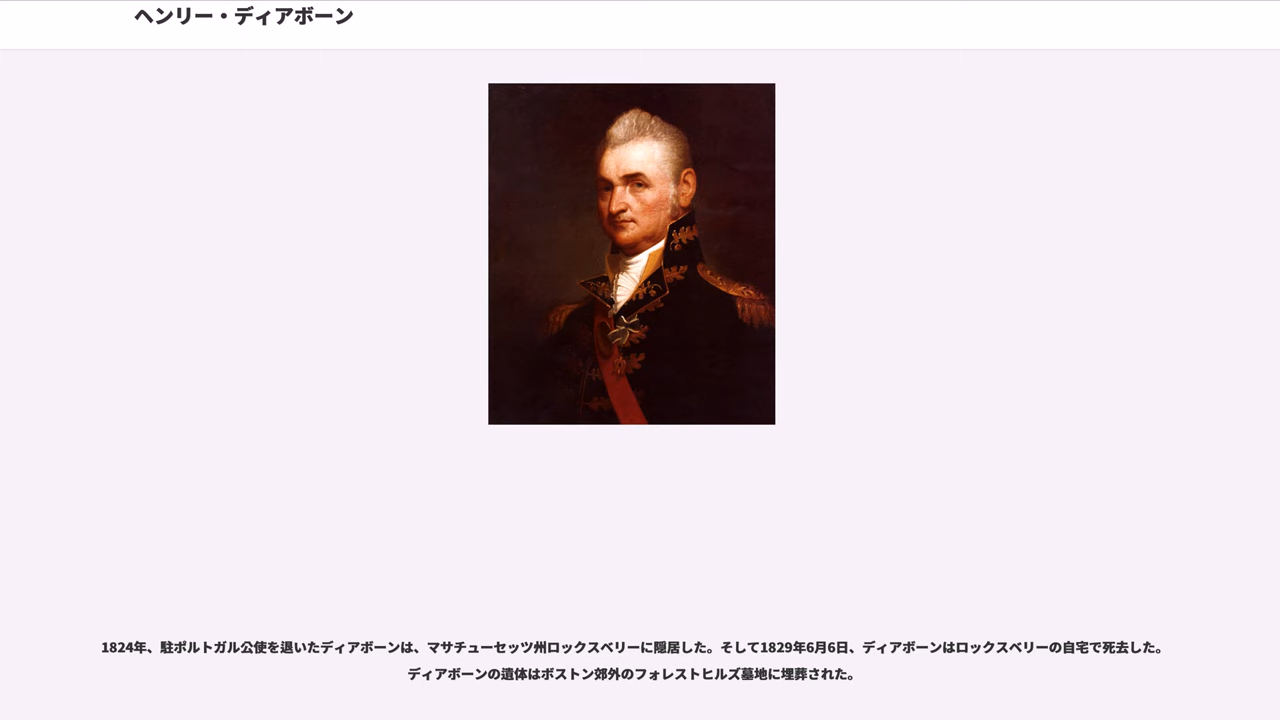 ヘンリー・ディアボーン
1824年、駐ポルトガル公使を退いたディアボーンは、マサチューセッツ州ロックスベリーに隠居した。そして1829年6月6日、ディアボーンはロックスベリーの自宅で死去した。
ディアボーンの遺体はボストン郊外のフォレストヒルズ墓地に埋葬された。